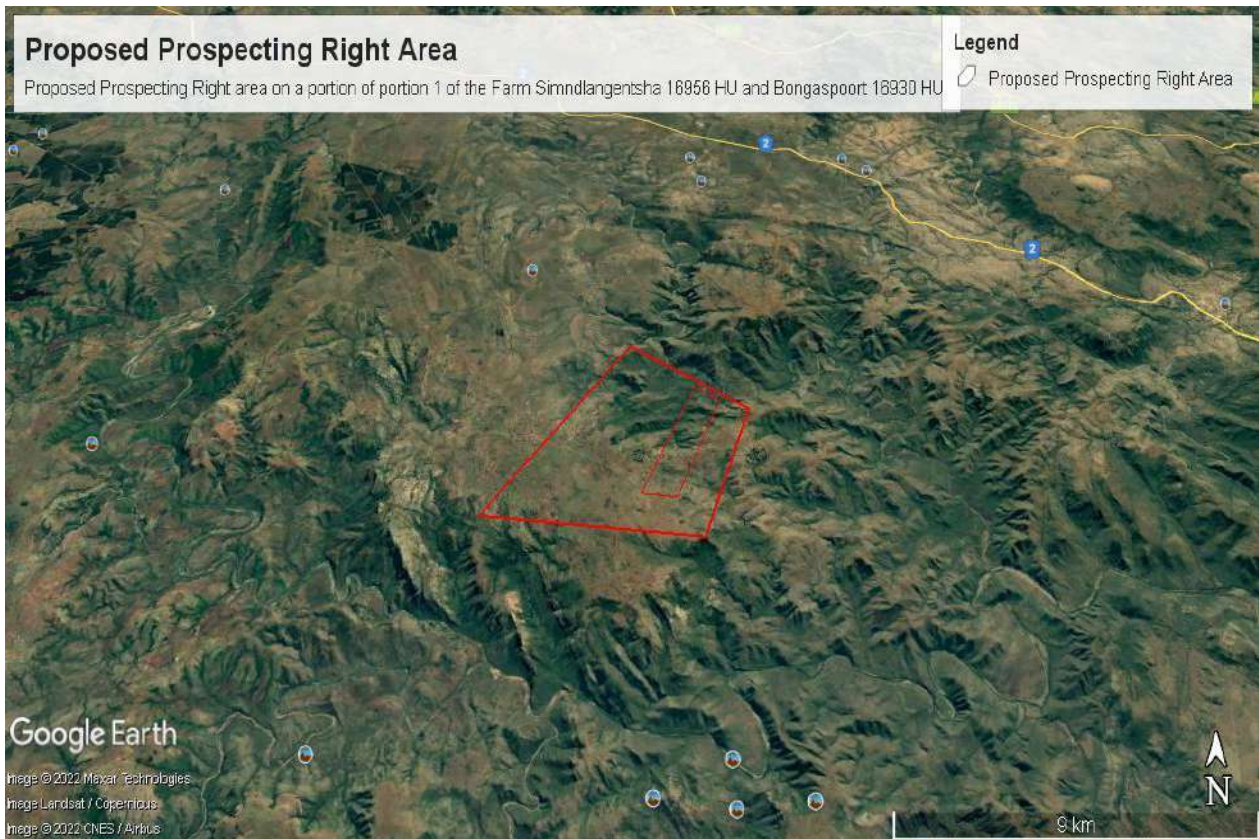 Proposed Prospecting Right Area
Proposed Prospecting Right area on a portion of portion 1 of the Farm Simndlangentsha 16956 HU and Bongaspoort 16930 HU
Legend
Proposed Prospecting Right Area
2
2
Google Earth
Image © 2022 Maxar Technologies
Image Landsat / Copernicus
Image © 2022 CNES / Airbus
N
9 km